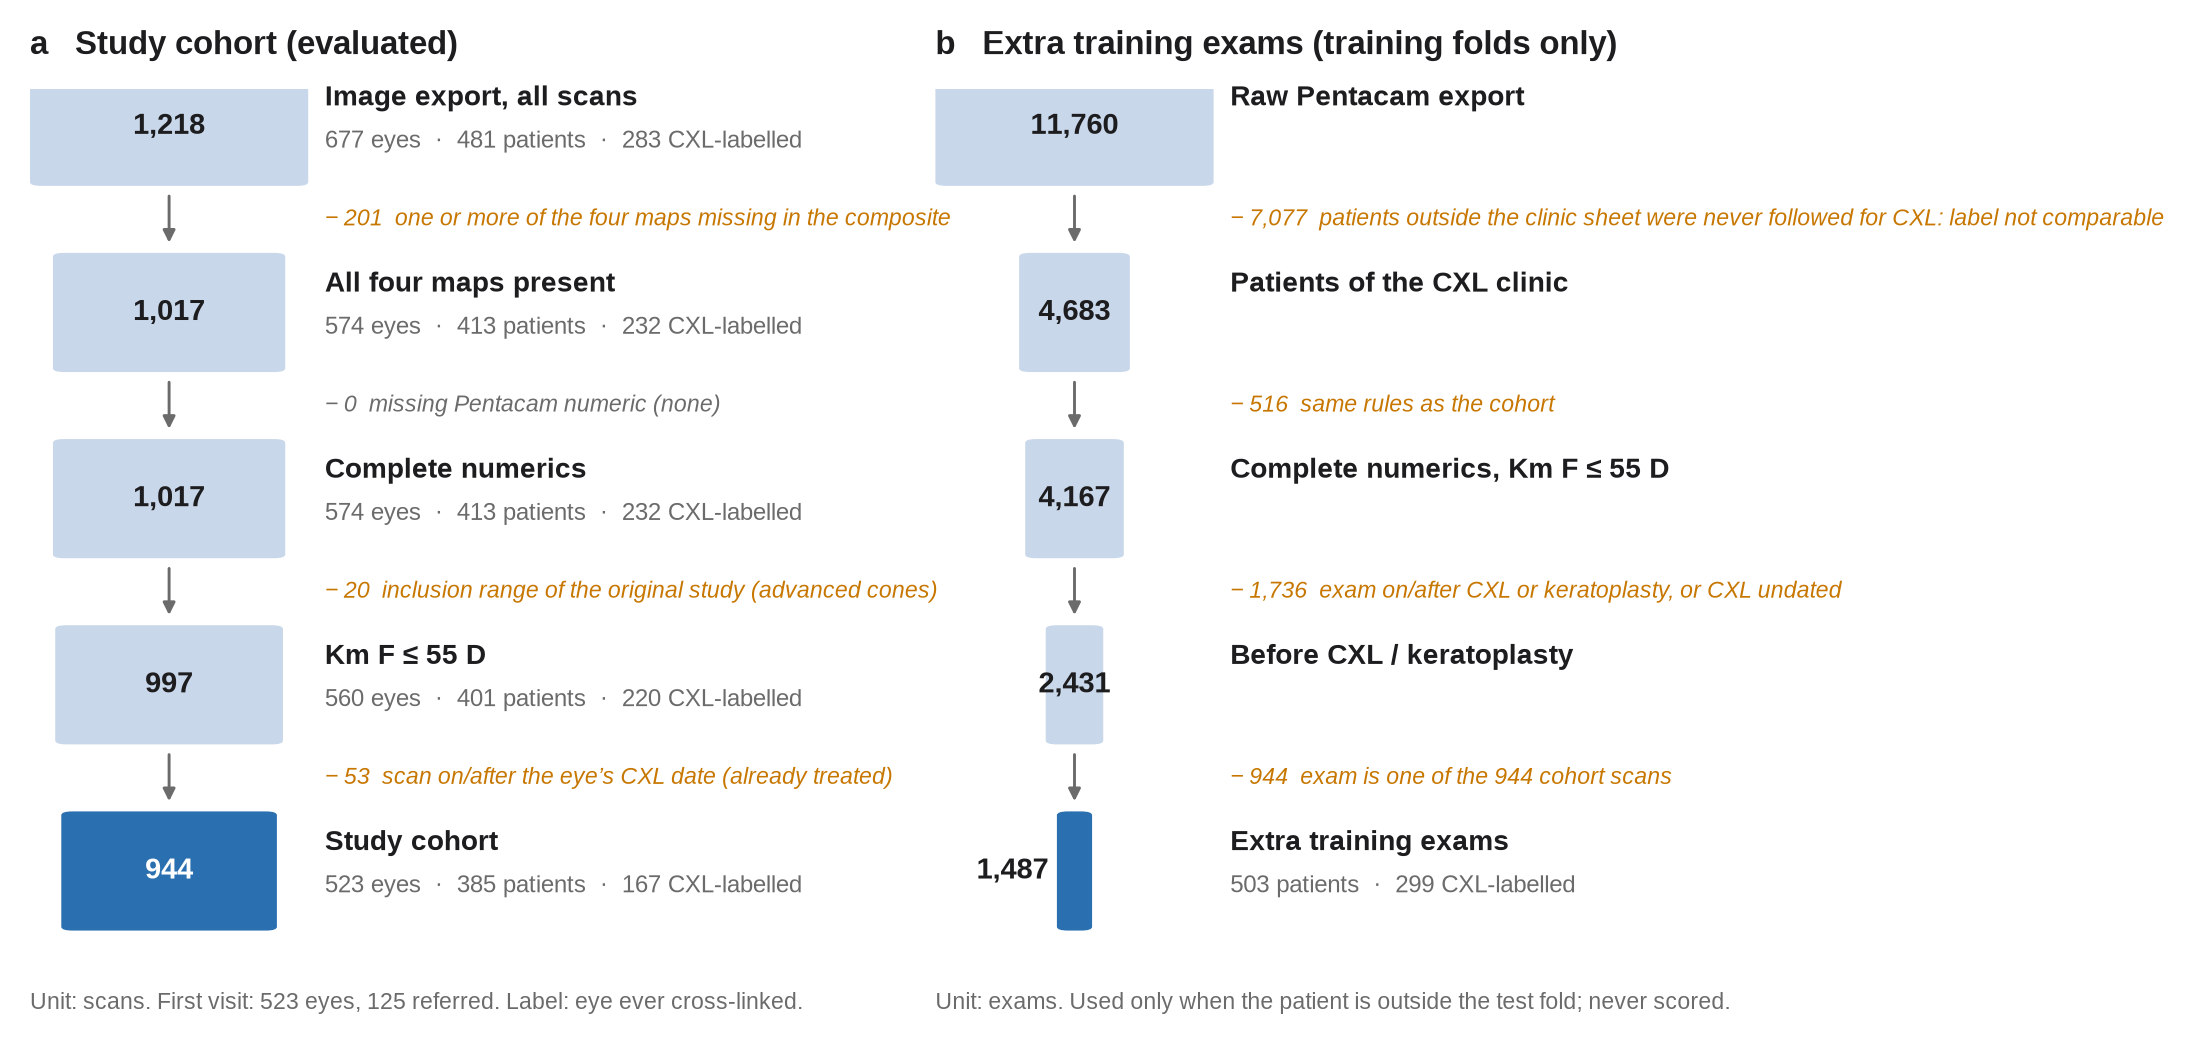 a Study cohort (evaluated)
1,218
Image export, all scans
677 eyes · 481 patients · 283 CXL-labelled
− 201 one or more of the four maps missing in the composite
1,017
All four maps present
574 eyes · 413 patients · 232 CXL-labelled
− 0 missing Pentacam numeric (none)
1,017
Complete numerics
574 eyes · 413 patients · 232 CXL-labelled
− 20 inclusion range of the original study (advanced cones)
997
Km F ≤ 55 D
560 eyes · 401 patients · 220 CXL-labelled
− 53 scan on/after the eye’s CXL date (already treated)
944
Study cohort
523 eyes · 385 patients · 167 CXL-labelled
Unit: scans. First visit: 523 eyes, 125 referred. Label: eye ever cross-linked.
b Extra training exams (training folds only)
11,760
Raw Pentacam export
− 7,077 patients outside the clinic sheet were never followed for CXL: label not comparable
4,683
Patients of the CXL clinic
− 516 same rules as the cohort
4,167
Complete numerics, Km F ≤ 55 D
− 1,736 exam on/after CXL or keratoplasty, or CXL undated
2,431
Before CXL / keratoplasty
− 944 exam is one of the 944 cohort scans
1,487
Extra training exams
503 patients · 299 CXL-labelled
Unit: exams. Used only when the patient is outside the test fold; never scored.